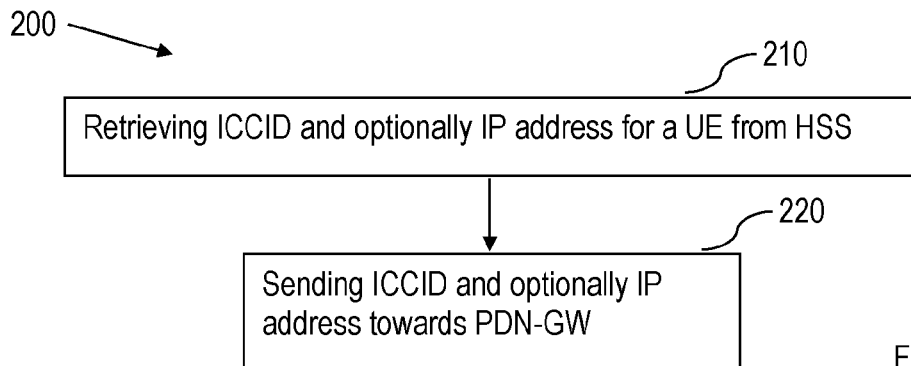 200
210
Retrieving ICCID and optionally IP address for a UE from HSS
220
Sending ICCID and optionally IP
address towards PDN-GW
F